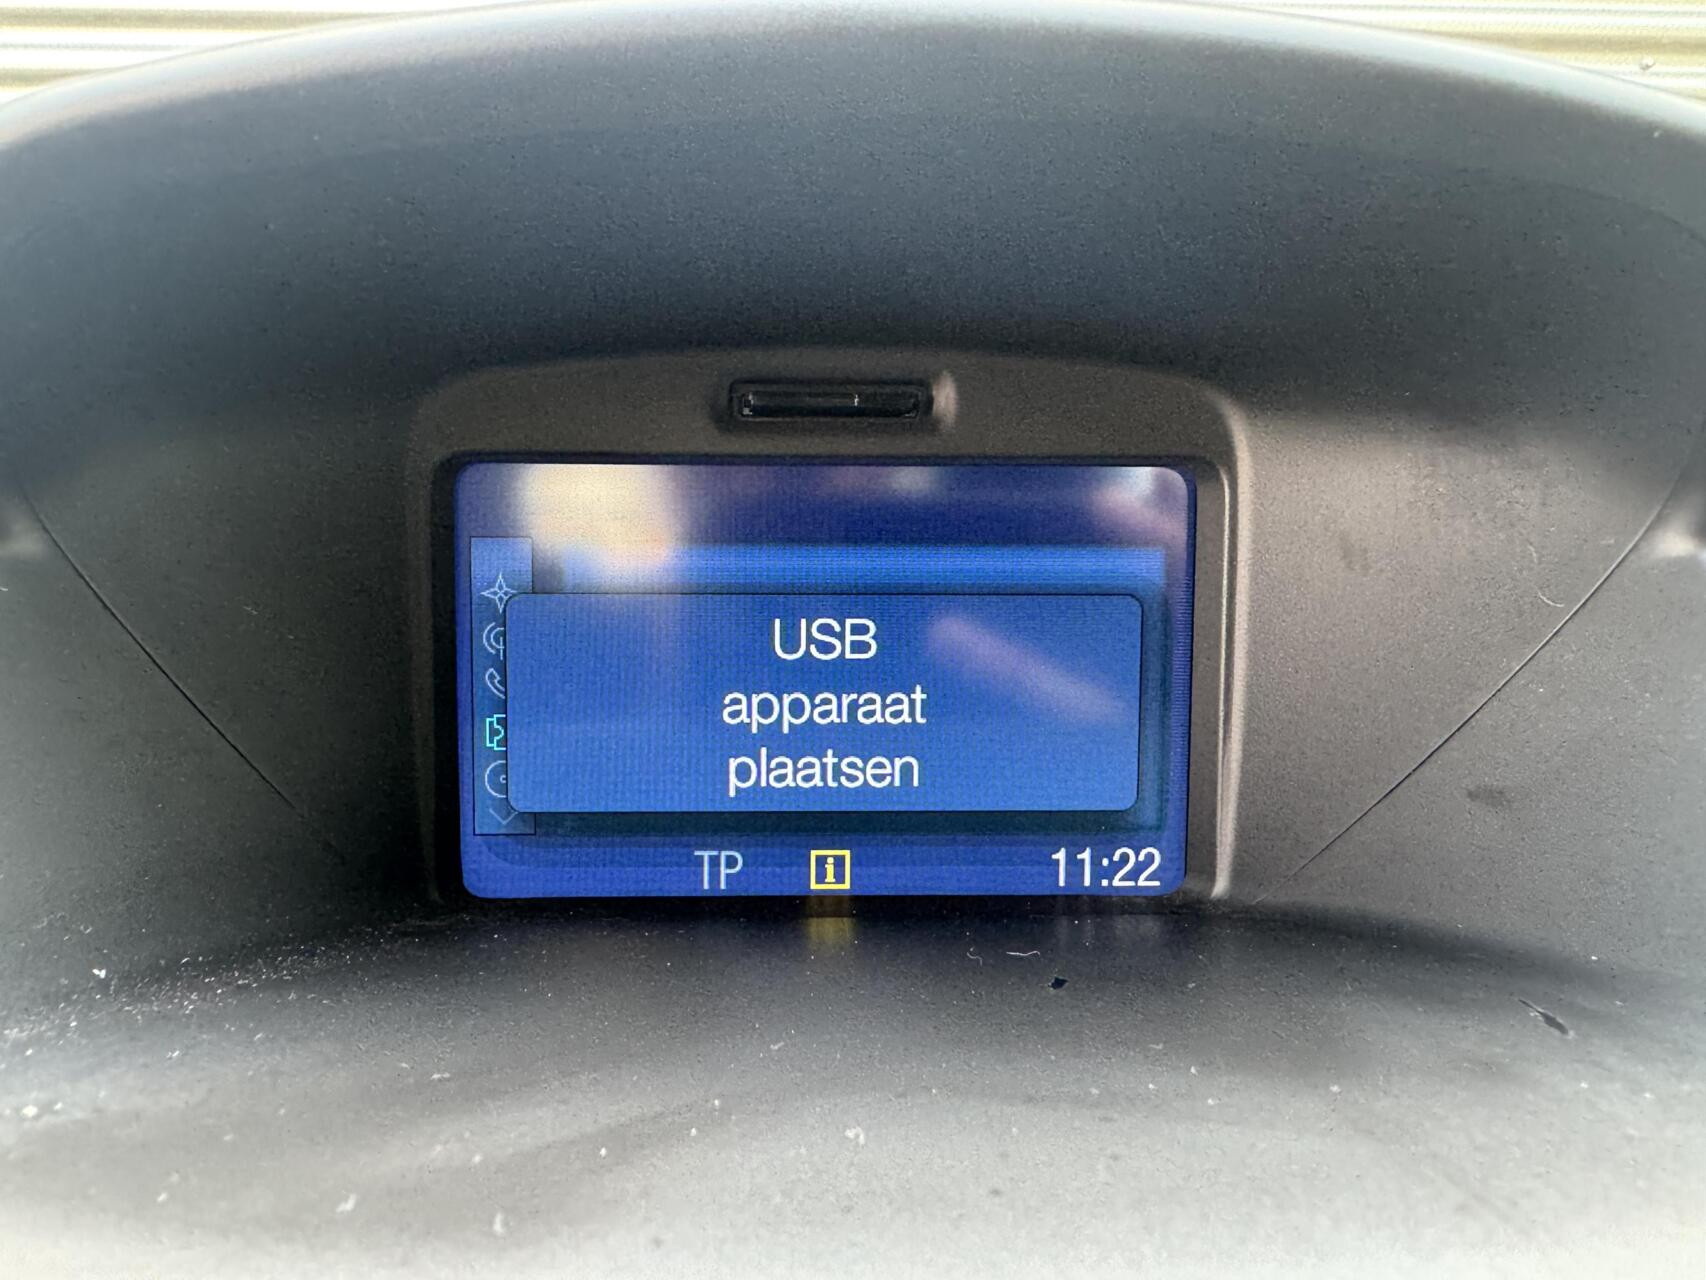 USB
apparaat
plaatsen
TP i 11:22